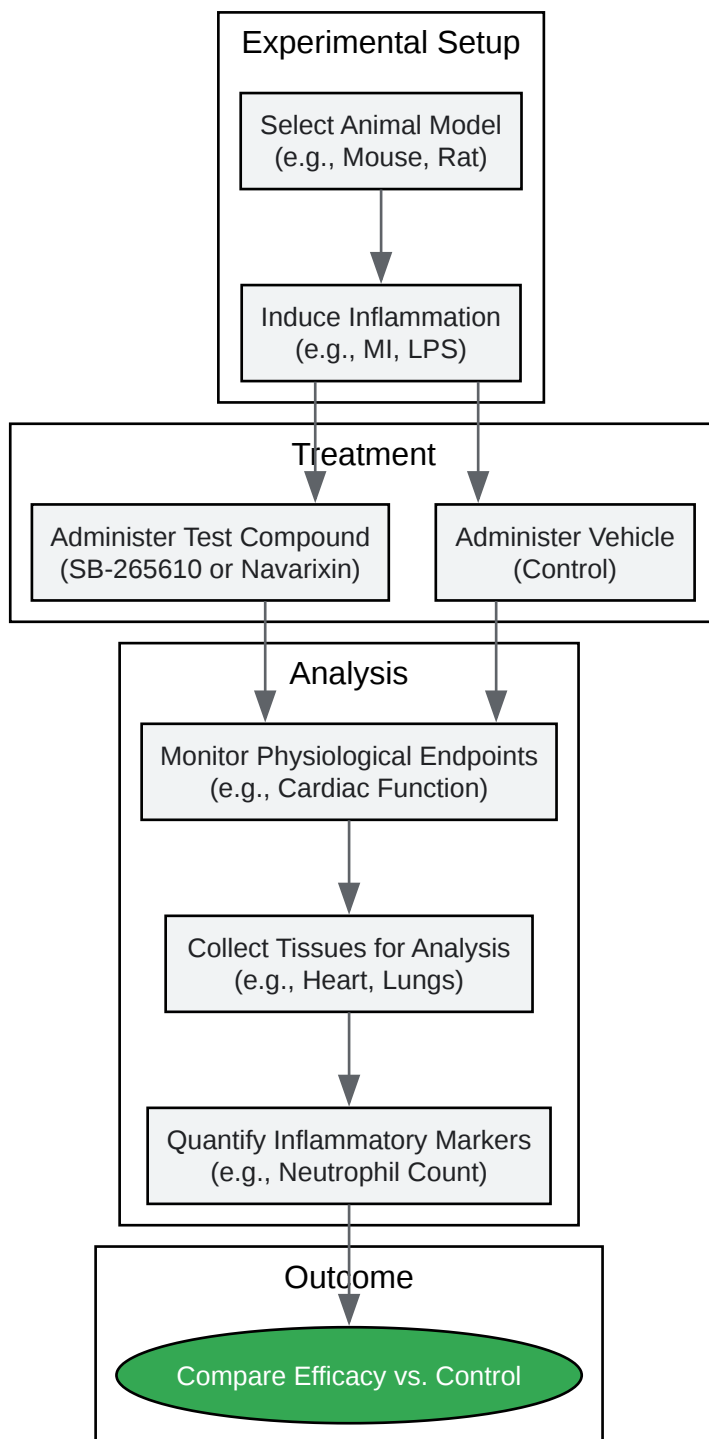 Experimental Setup
Select Animal Model
(e.g., Mouse, Rat)
Induce Inflammation
(e.g., MI, LPS)
Treatment
Administer Test Compound
(SB-265610 or Navarixin)
Administer Vehicle
(Control)
Analysis
Monitor Physiological Endpoints
(e.g., Cardiac Function)
Collect Tissues for Analysis
(e.g., Heart, Lungs)
Quantify Inflammatory Markers
(e.g., Neutrophil Count)
Outcome
Compare Efficacy vs. Control